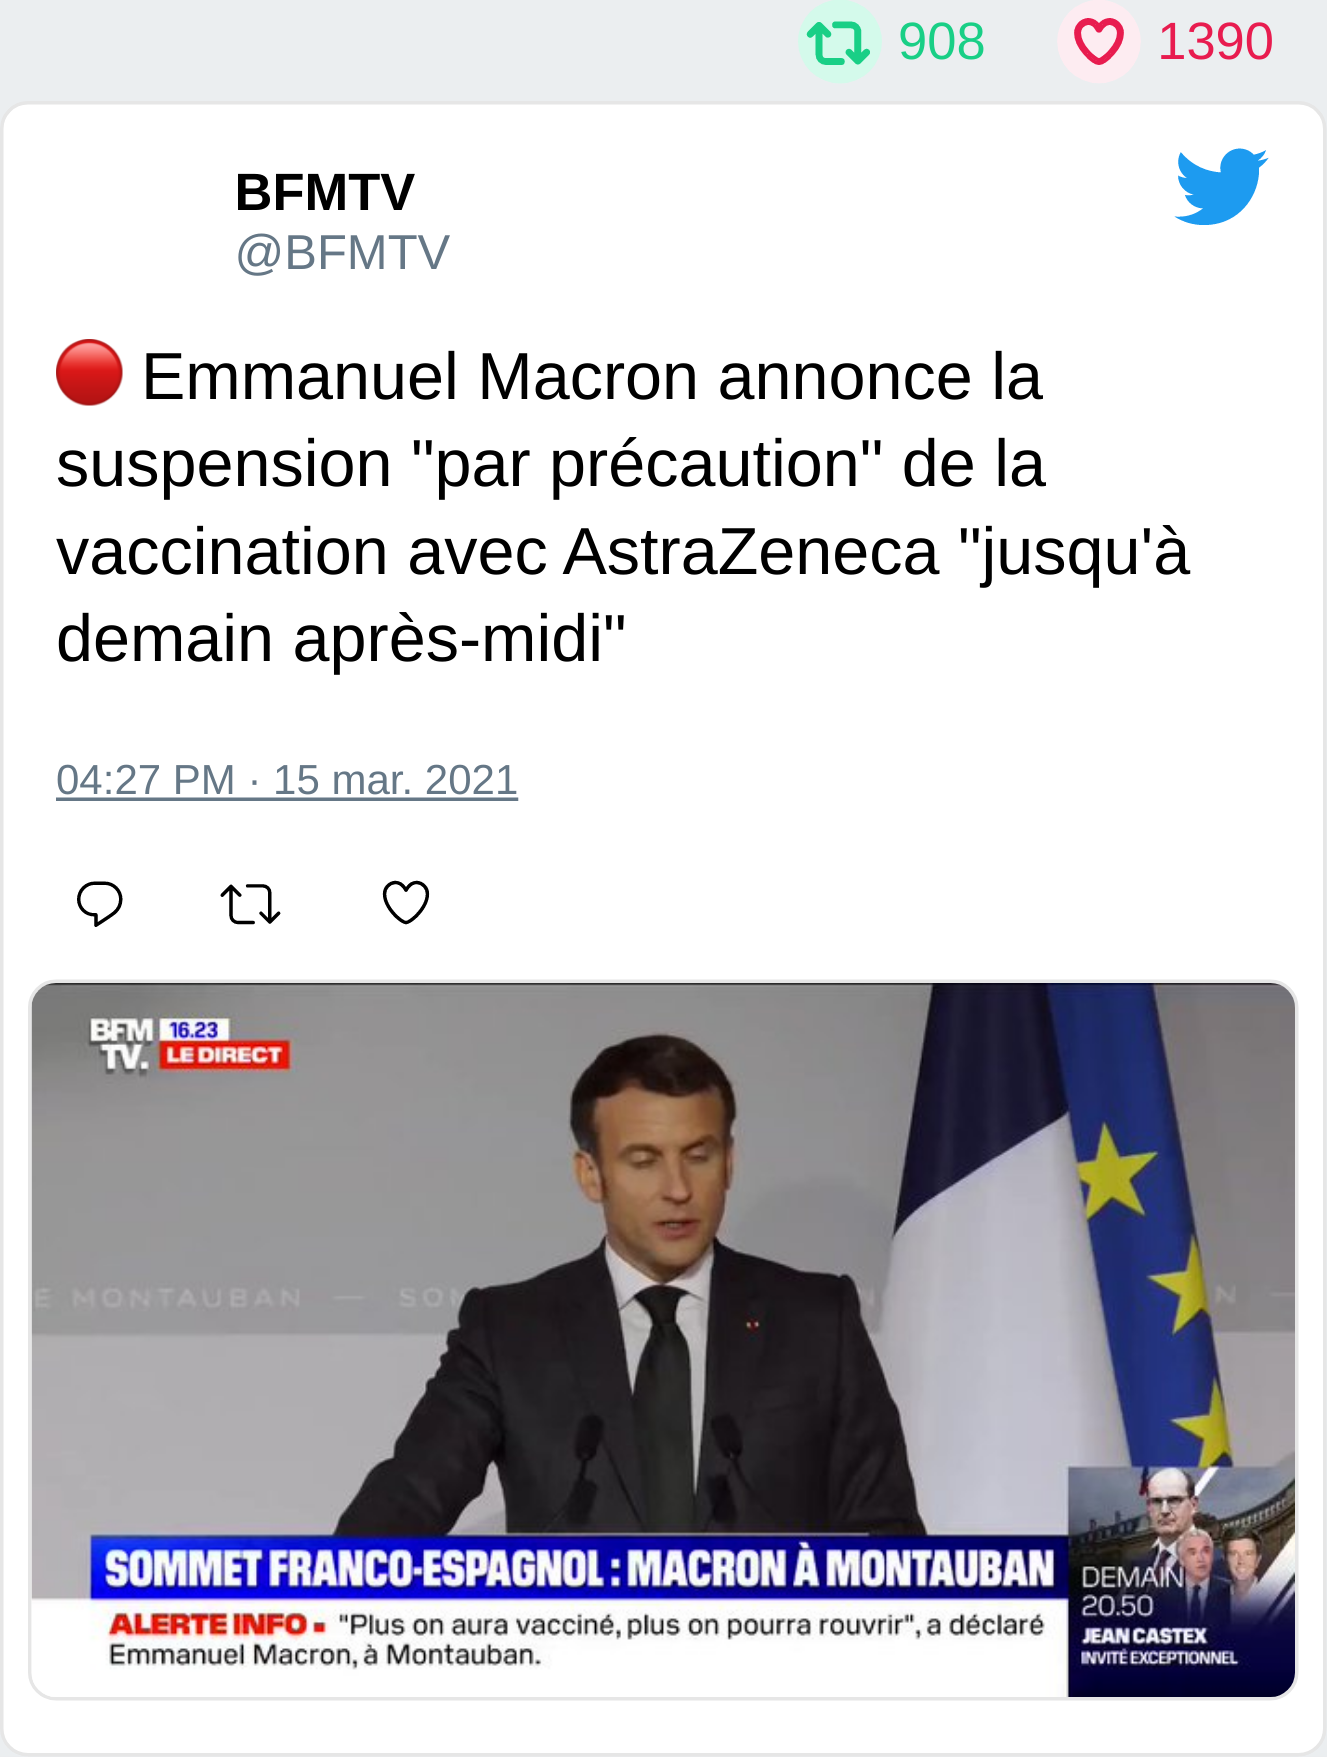 908 1390
BFMTV
@BFMTV
🔴 Emmanuel Macron annonce la
suspension "par précaution" de la
vaccination avec AstraZeneca "jusqu'à
demain après-midi"
04:27 PM · 15 mar. 2021
BFM 16.23
TV. LE DIRECT
E MONTAUBAN — SOM N N —
SOMMET FRANCO-ESPAGNOL : MACRON À MONTAUBAN
ALERTE INFO ▪ "Plus on aura vacciné, plus on pourra rouvrir", a déclaré
Emmanuel Macron, à Montauban.
DEMAIN
20.50
JEAN CASTEX
INVITÉ EXCEPTIONNEL